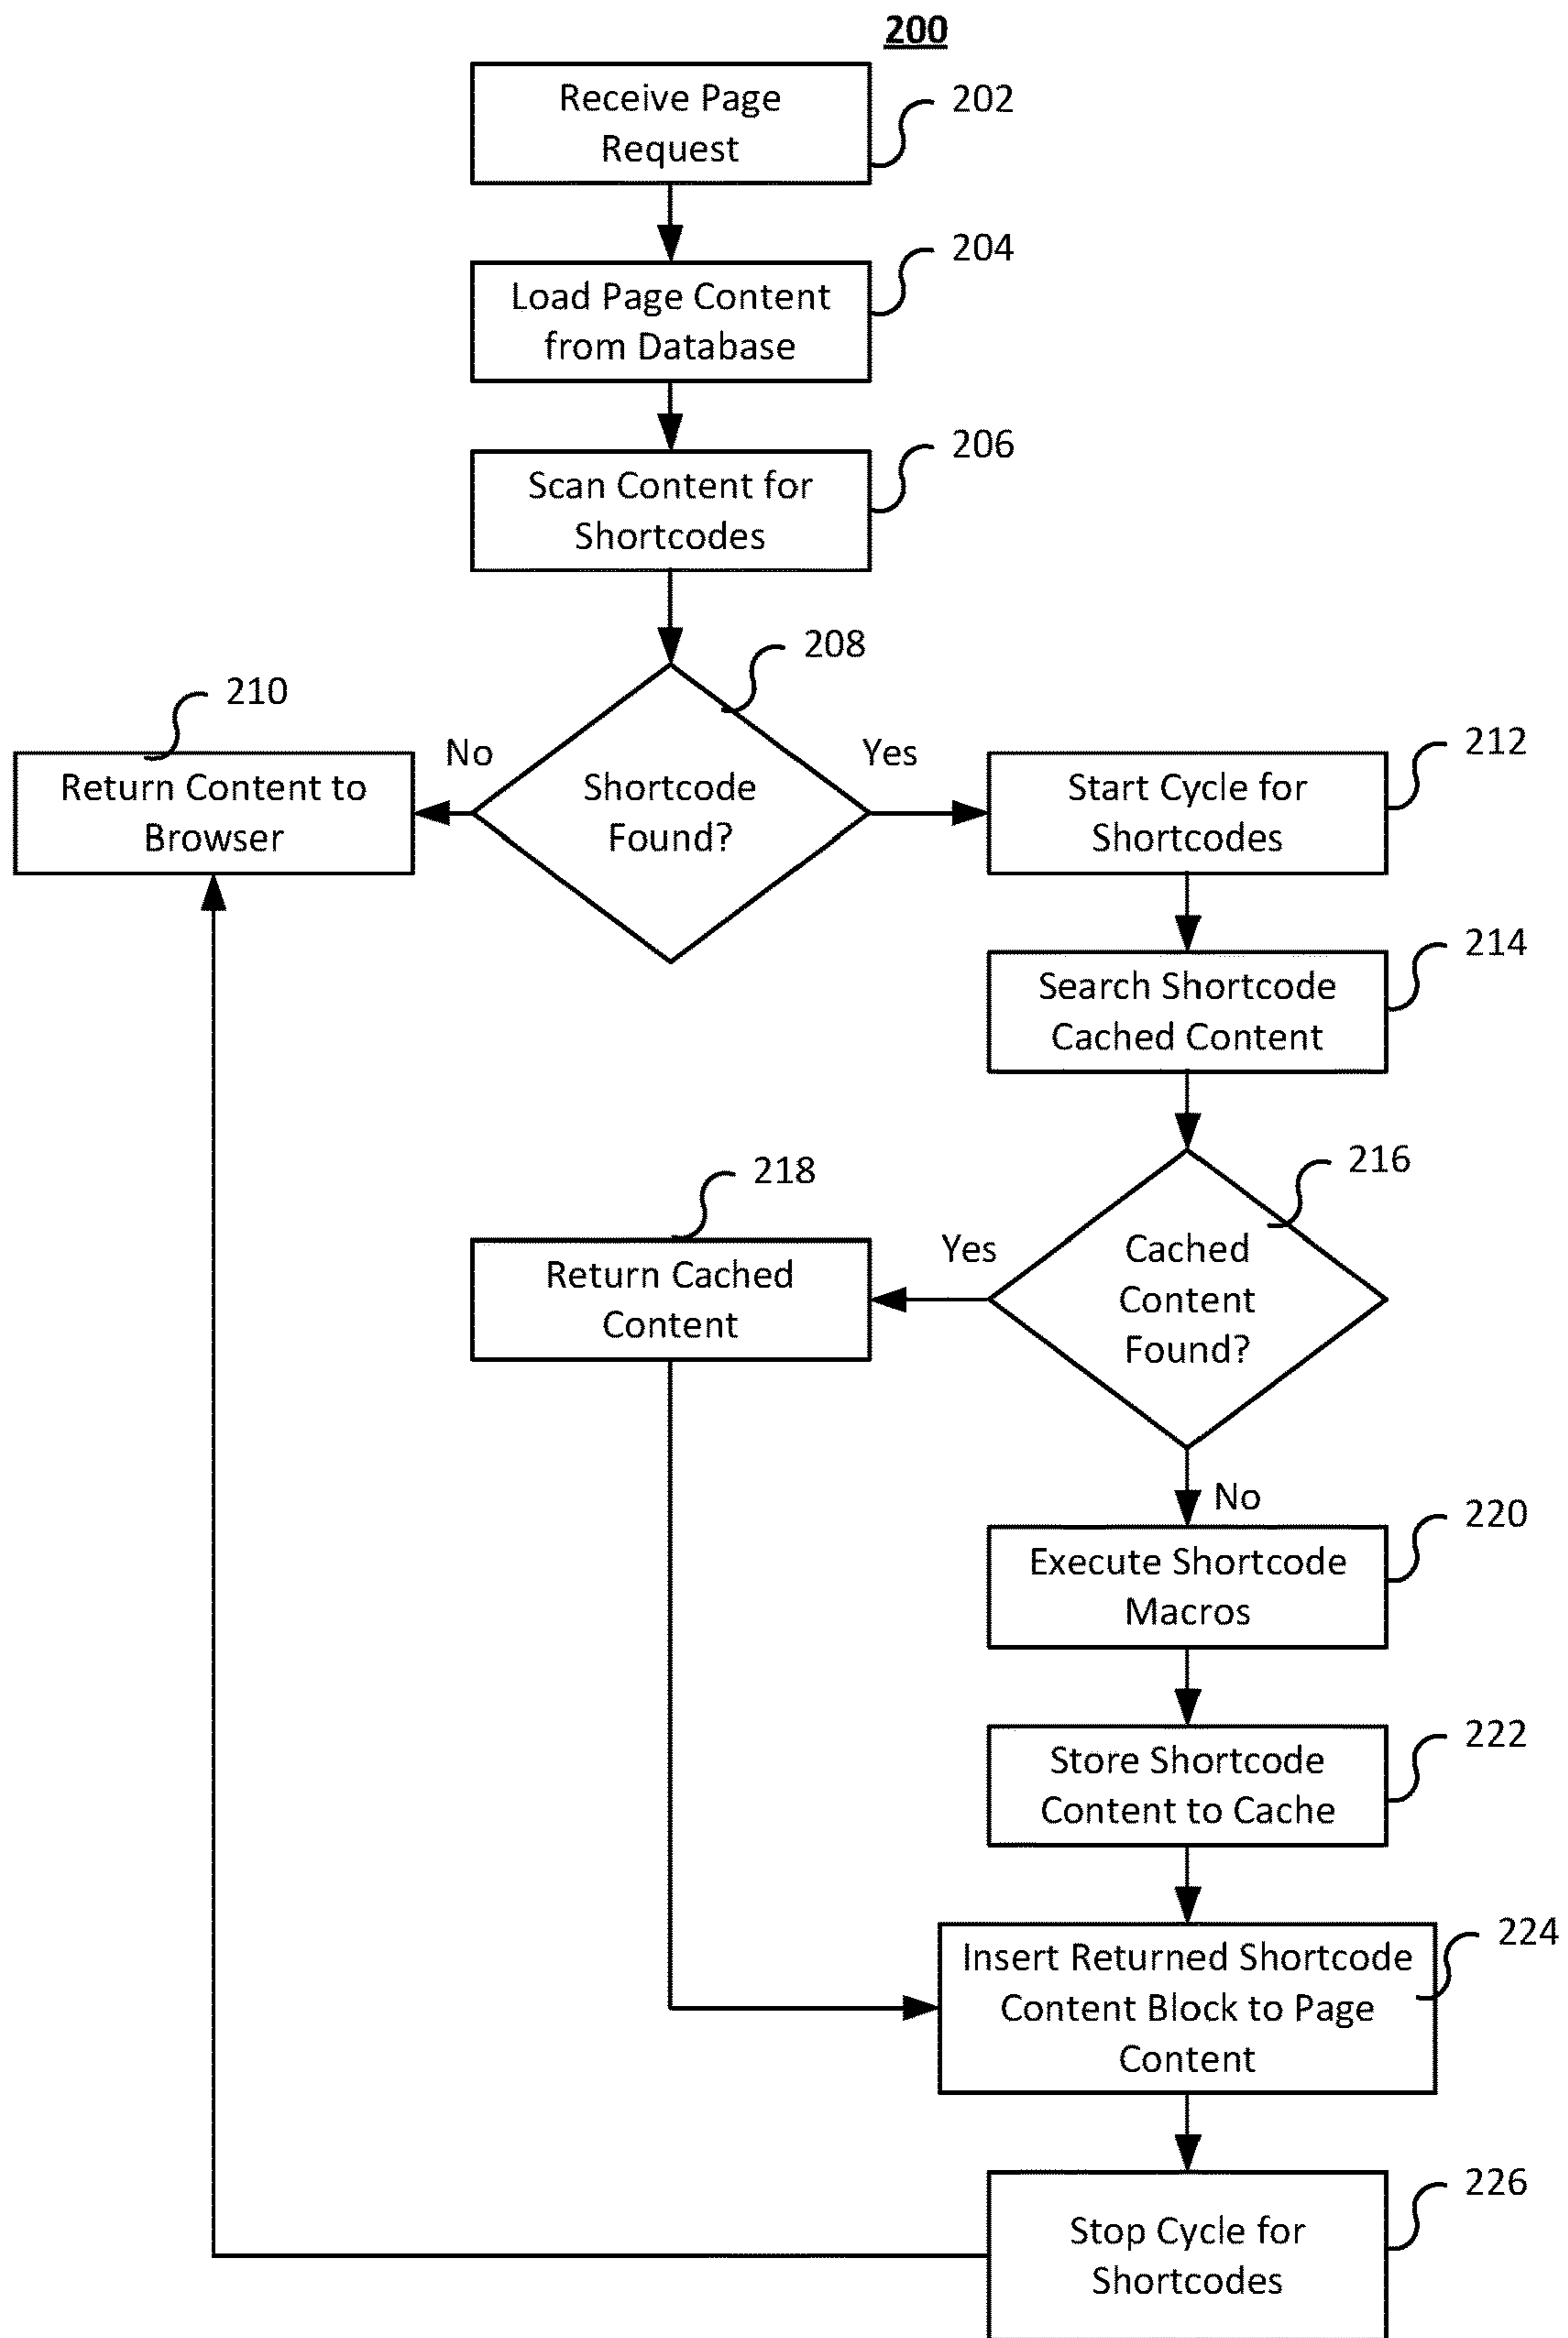 200
Receive Page
Request
202
Load Page Content
from Database
204
Scan Content for
Shortcodes
206
208
Shortcode
Found?
No
Yes
210
Return Content to
Browser
212
Start Cycle for
Shortcodes
214
Search Shortcode
Cached Content
216
Cached
Content
Found?
Yes
No
218
Return Cached
Content
220
Execute Shortcode
Macros
222
Store Shortcode
Content to Cache
224
Insert Returned Shortcode
Content Block to Page
Content
226
Stop Cycle for
Shortcodes